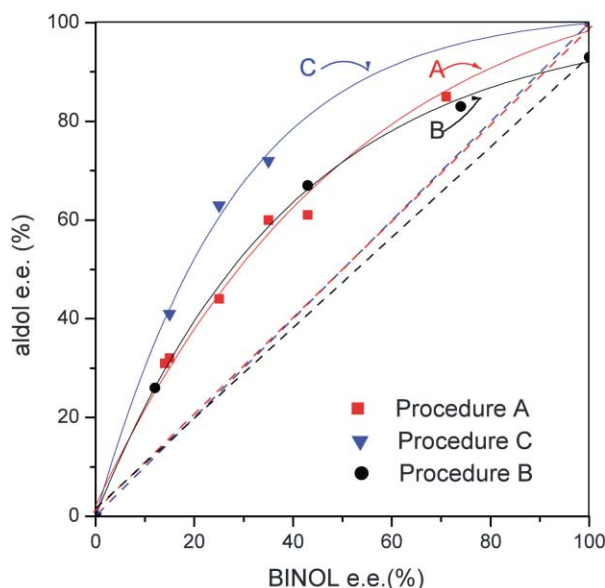 100
80
60
40
20
0
aldol e.e. (%)
C
A
B
Procedure A
Procedure C
Procedure B
0 20 40 60 80 100
BINOL e.e.(%)